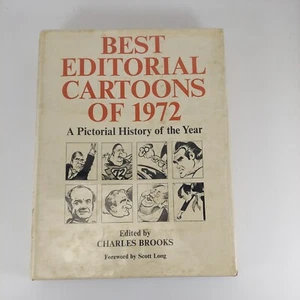 BEST
EDITORIAL
CARTOONS
OF 1972
A Pictorial History of the Year
Edited by
CHARLES BROOKS
Foreword by Scott Long